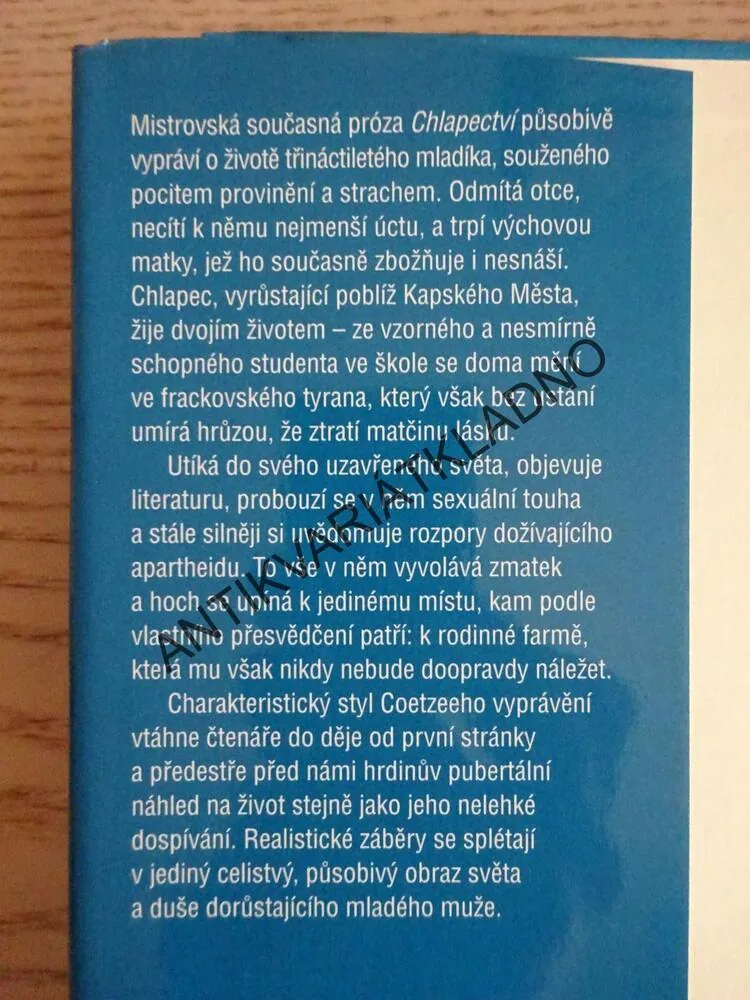 Mistrovská současná próza Chlapectví působivě
vypráví o životě třináctiletého mladíka, souženého
pocitem provinění a strachem. Odmítá otce,
necítí k němu nejmenší úctu, a trpí výchovou
matky, jež ho současně zbožňuje i nesnáší.
Chlapec, vyrůstající poblíž Kapského Města,
žije dvojím životem – ze vzorného a nesmírně
schopného studenta ve škole se doma mění
ve frackovského tyrana, který však bez ustání
umírá hrůzou, že ztratí matčinu lásku.
Utíká do svého uzavřeného světa, objevuje
literaturu, probouzí se v něm sexuální touha
a stále silněji si uvědomuje rozpory dožívajícího
apartheidu. To vše v něm vyvolává zmatek
a hoch se upíná k jedinému místu, kam podle
vlastního přesvědčení patří: k rodinné farmě,
která mu však nikdy nebude doopravdy náležet.
Charakteristický styl Coetzeeho vyprávění
vtáhne čtenáře do děje od první stránky
a předestře před námi hrdinův pubertální
náhled na život stejně jako jeho nelehké
dospívání. Realistické záběry se splétají
v jediný celistvý, působivý obraz světa
a duše dorůstajícího mladého muže.
ANTIKVARIATKLADNO